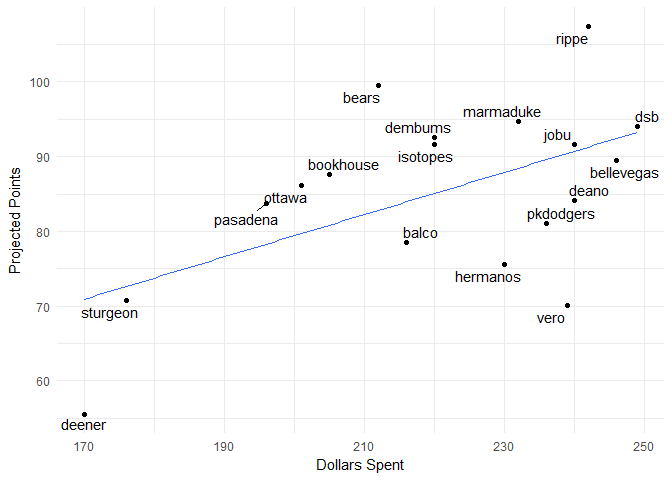 rippe
bears
marmaduke
dsb
dembums
jobu
isotopes
bookhouse
bellevegas
ottawa
deano
pasadena
pkdodgers
balco
hermanos
sturgeon
vero
deener
100
90
80
70
60
170
190
210
230
250
Dollars Spent
Projected Points